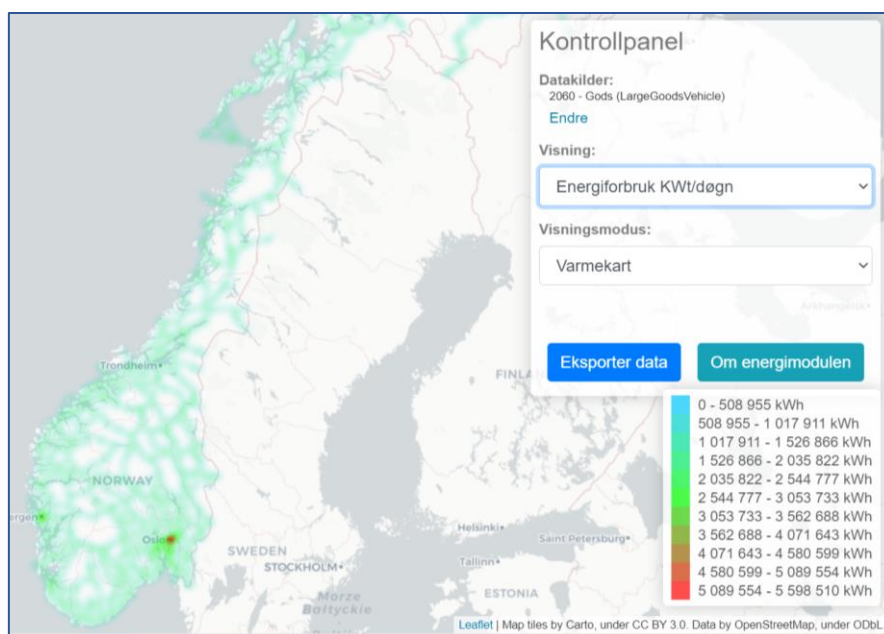 Kontrollpanel
Datakilder:
2060 - Gods (LargeGoodsVehicle)
Endre
Visning:
Energiforbruk KWt/døgn
Visningsmodus:
Varmekart
Arkhangelsk
Eksporter data
Om energimodulen
0 - 508 955 kWh
508 955 - 1 017 911 kWh
1 017 911 - 1 526 866 kWh
1 526 866 - 2 035 822 kWh
2 035 822 - 2 544 777 kWh
2 544 777 - 3 053 733 kWh
3 053 733 - 3 562 688 kWh
3 562 688 - 4 071 643 kWh
4 071 643 - 4 580 599 kWh
4 580 599 - 5 089 554 kWh
5 089 554 - 5 598 510 kWh
Trondheim
FINLA
NORWAY
ergen
Oslo
SWEDEN
STOCKHOLM
Helsinki
Saint Petersburg
Tallinn
ESTONIA
Morze
Bałtyckie
Leaflet | Map tiles by Carto, under CC BY 3.0. Data by OpenStreetMap, under ODbL